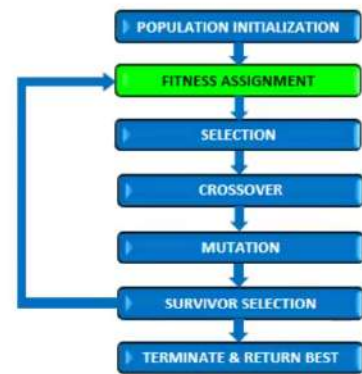 POPULATION INITIALIZATION
FITNESS ASSIGNMENT
SELECTION
CROSSOVER
MUTATION
SURVIVOR SELECTION
TERMINATE & RETURN BEST